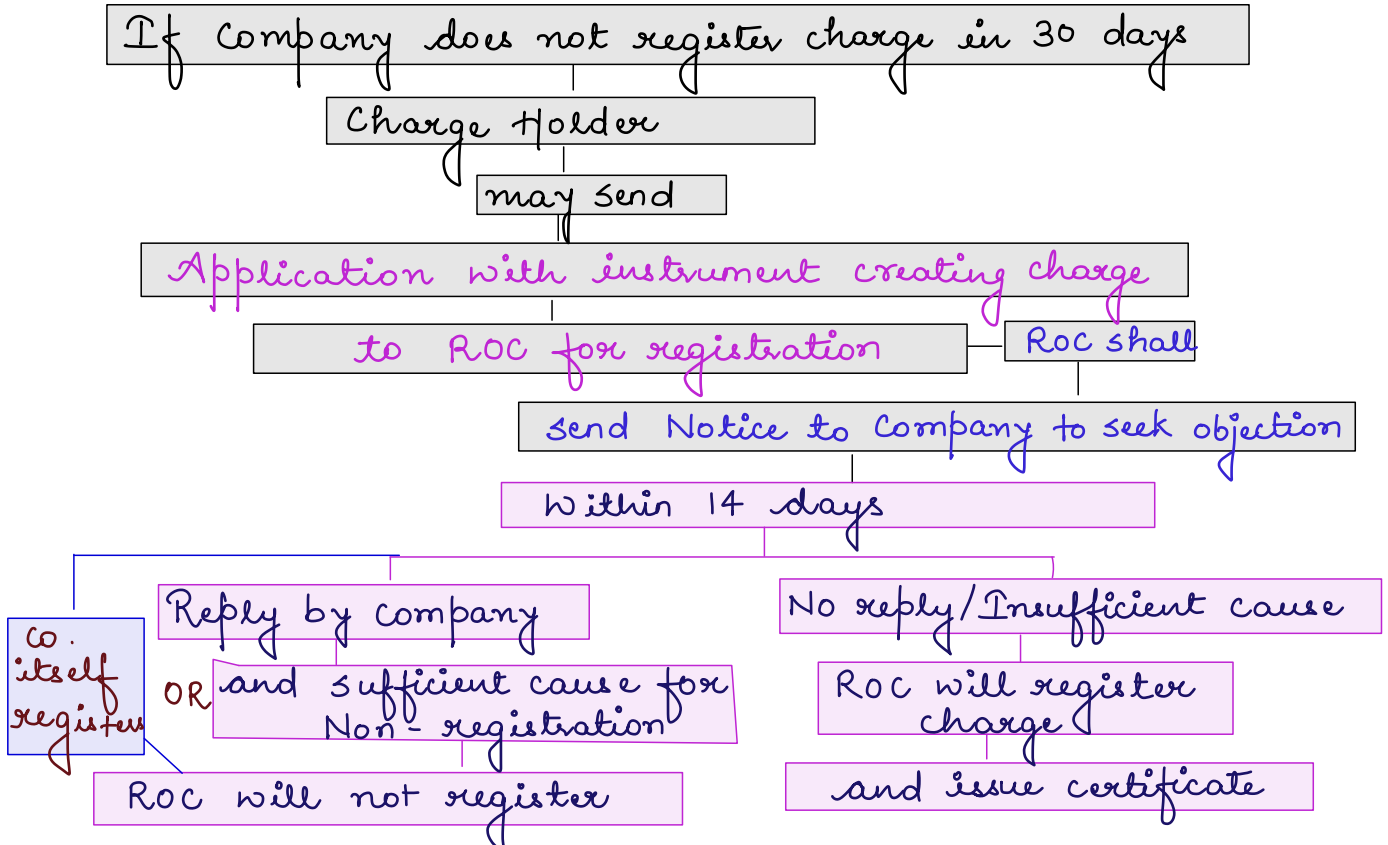 If Company does not register charge in 30 days
Charge Holder
may send
Application with instrument creating charge
to ROC for registration
ROC shall
send Notice to Company to seek objection
Within 14 days
Reply by company
No reply/Insufficient cause
co.
itself
registers
OR
and sufficient cause for
Non-registration
ROC will register
charge
ROC will not register
and issue certificate